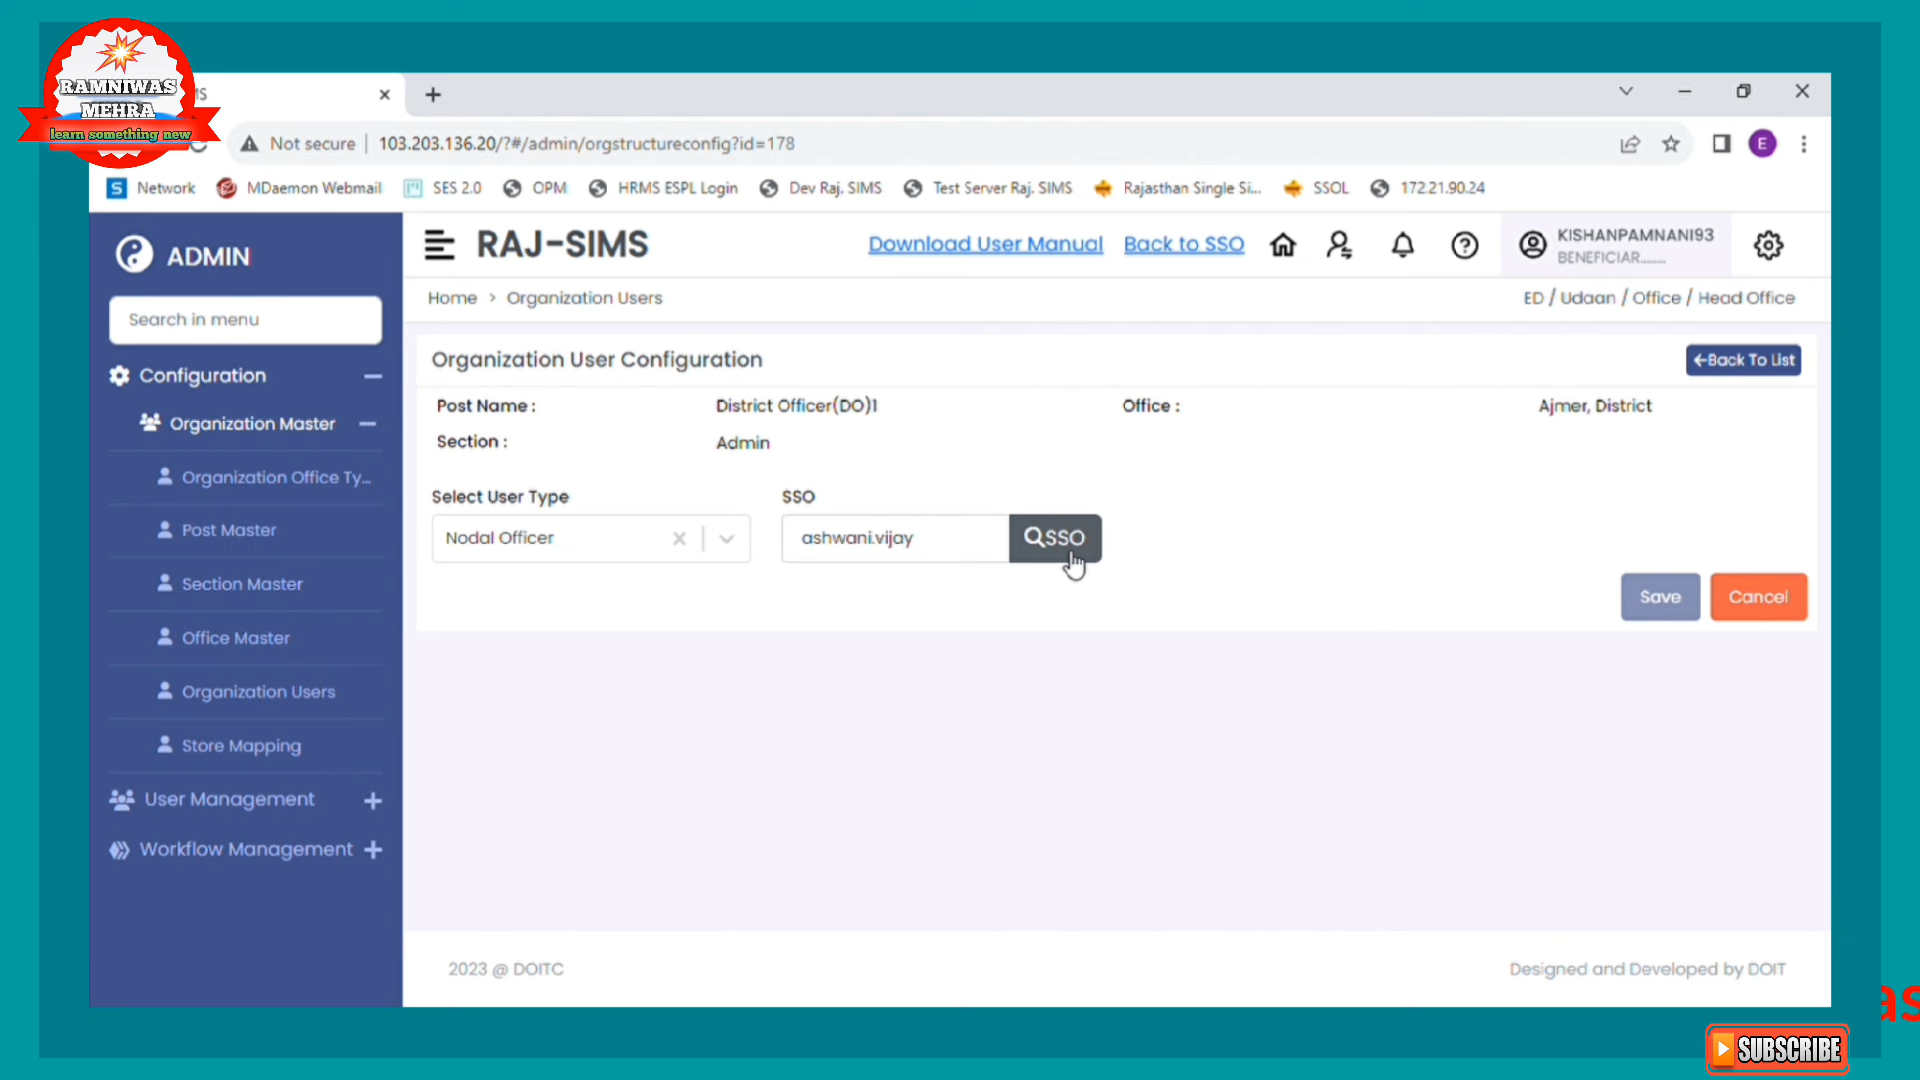 RAMNIWAS
MEHRA
learn something new
Not secure | 103.203.136.20/?#/admin/orgstructureconfig?id=178
E
Network MDaemon Webmail SES 2.0 OPM HRMS ESPL Login Dev Raj. SIMS Test Server Raj. SIMS Rajasthan Single Si... SSOL 172.21.90.24
ADMIN
Search in menu
Configuration
Organization Master
Organization Office Ty...
Post Master
Section Master
Office Master
Organization Users
Store Mapping
User Management
Workflow Management
RAJ-SIMS
Download User Manual Back to SSO
KISHANPAMNANI93
BENEFICIAR........
Home > Organization Users
ED / Udaan / Office / Head Office
Organization User Configuration
Back To List
Post Name : District Officer(DO)1 Office : Ajmer, District
Section : Admin
Select User Type SSO
Nodal Officer ashwani.vijay SSO
Save Cancel
2023 @ DOITC
Designed and Developed by DOIT
SUBSCRIBE